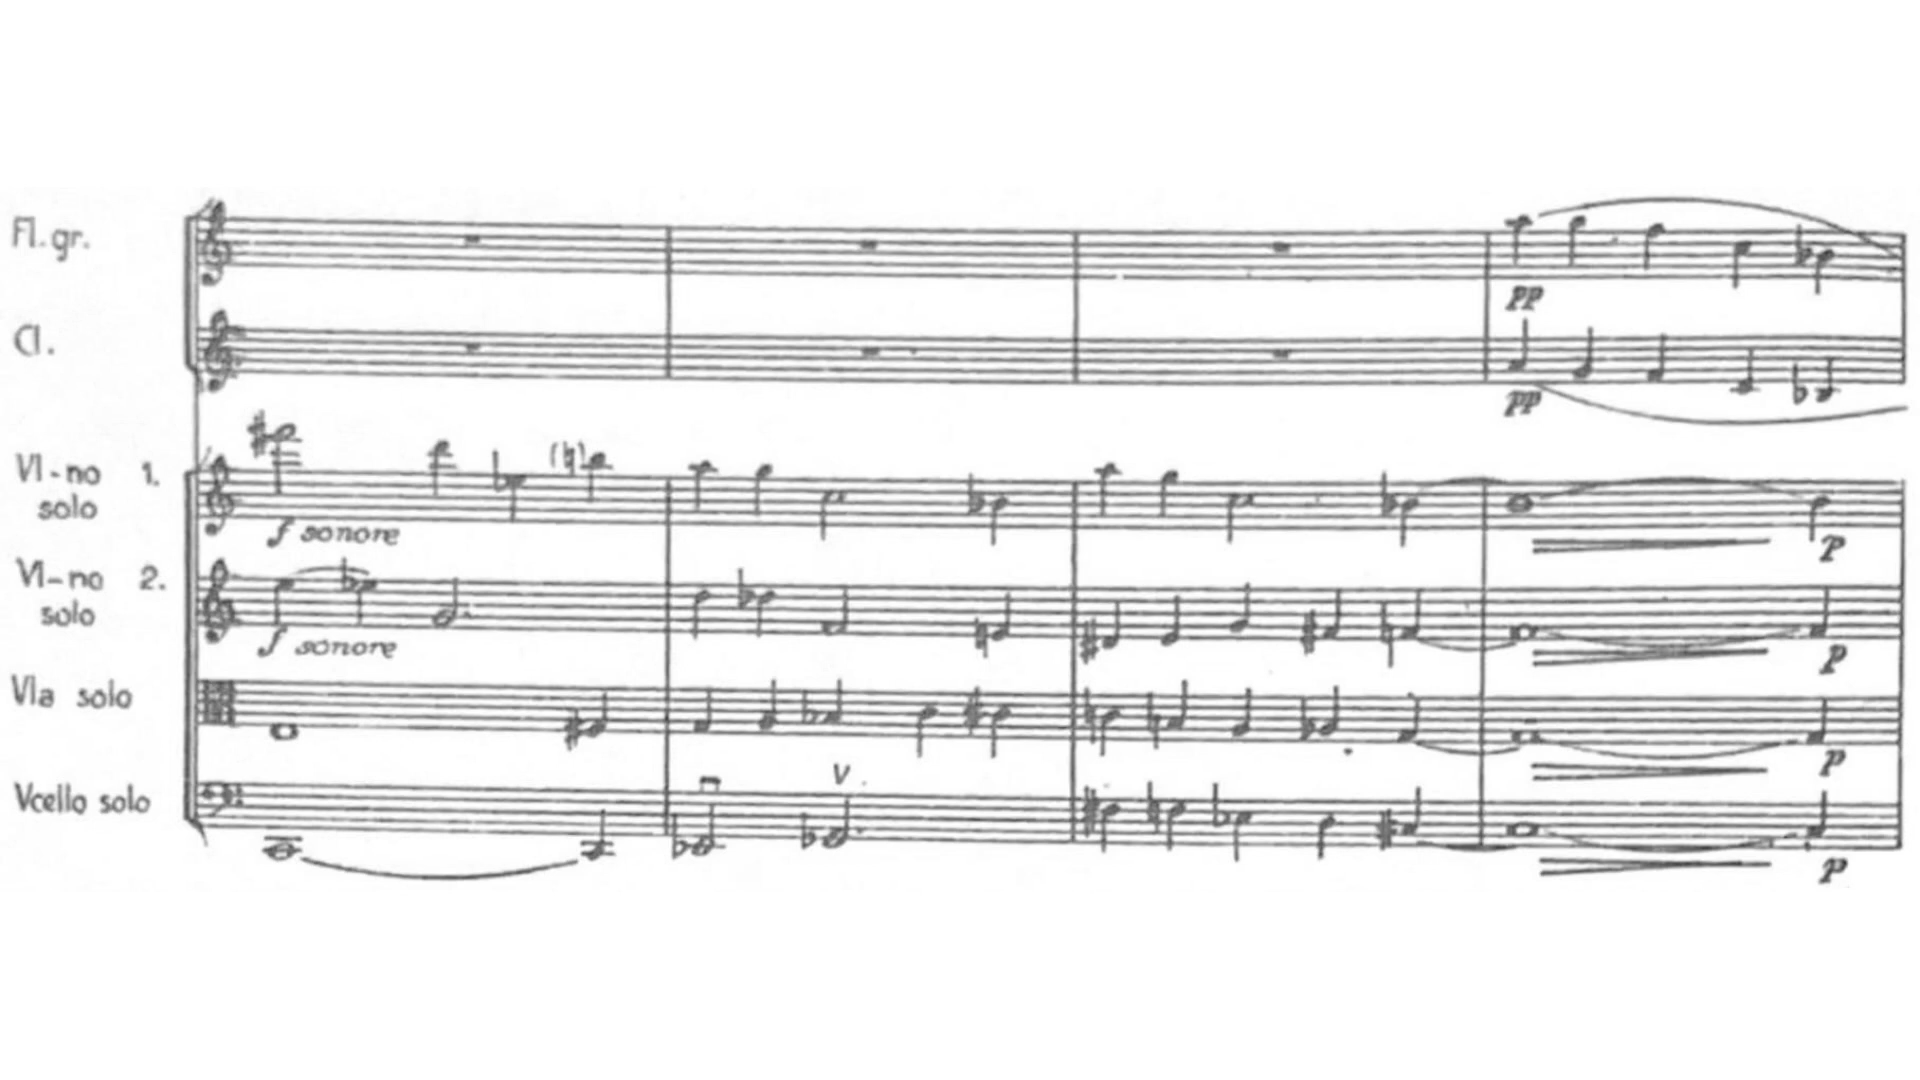 Fl. gr.
pp
Cl.
pp
Vl-no 1.
solo
f sonore
p
Vl-no 2.
solo
f sonore
p
Vla solo
p
V
Vcello solo
p